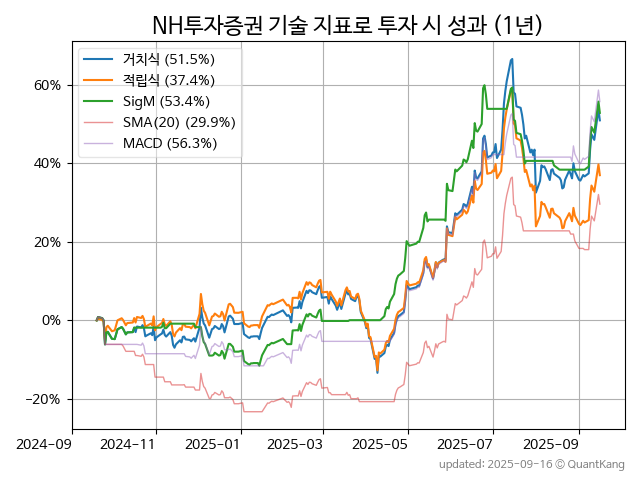 NH투자증권 기술 지표로 투자 시 성과 (1년)
거치식 (51.5%)
적립식 (37.4%)
SigM (53.4%)
SMA(20) (29.9%)
MACD (56.3%)
60%
40%
20%
0%
−20%
2024-09 2024-11 2025-01 2025-03 2025-05 2025-07 2025-09
updated: 2025-09-16 © QuantKang